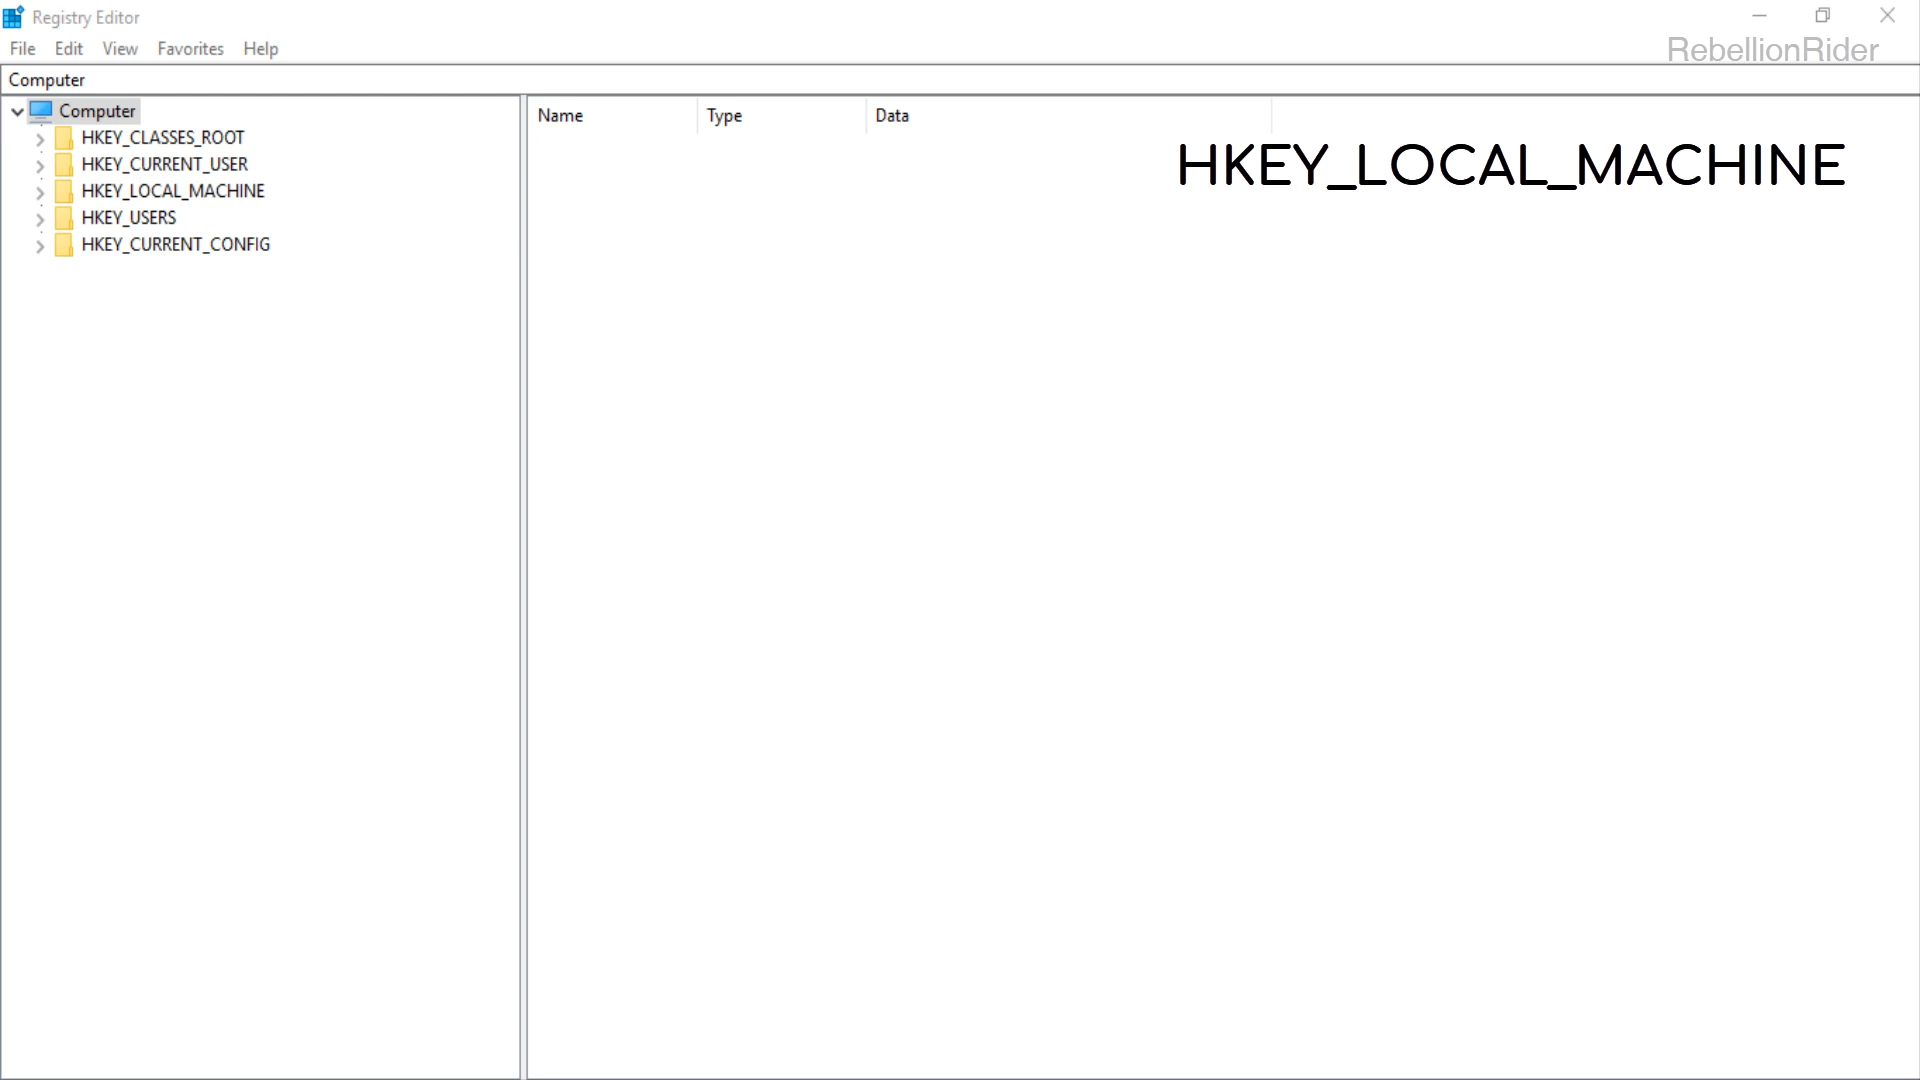 Registry Editor
File Edit View Favorites Help
RebellionRider
Computer
Computer
HKEY_CLASSES_ROOT
HKEY_CURRENT_USER
HKEY_LOCAL_MACHINE
HKEY_USERS
HKEY_CURRENT_CONFIG
Name Type Data
HKEY_LOCAL_MACHINE